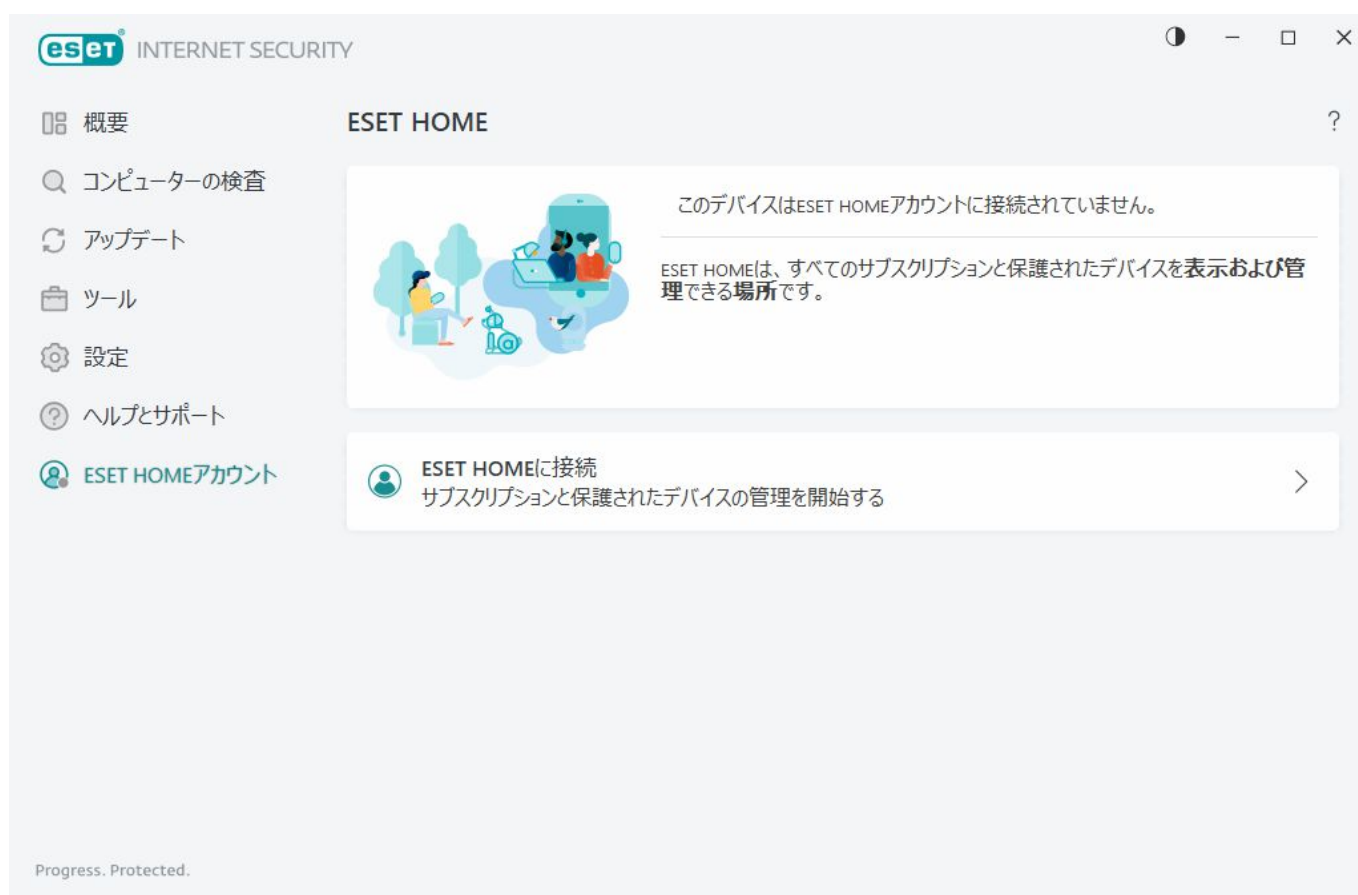 eset INTERNET SECURITY
概要
コンピューターの検査
アップデート
ツール
設定
ヘルプとサポート
ESET HOMEアカウント
ESET HOME
?
このデバイスはESET HOMEアカウントに接続されていません。
ESET HOMEは、すべてのサブスクリプションと保護されたデバイスを表示および管
理できる場所です。
ESET HOMEに接続
サブスクリプションと保護されたデバイスの管理を開始する
Progress. Protected.